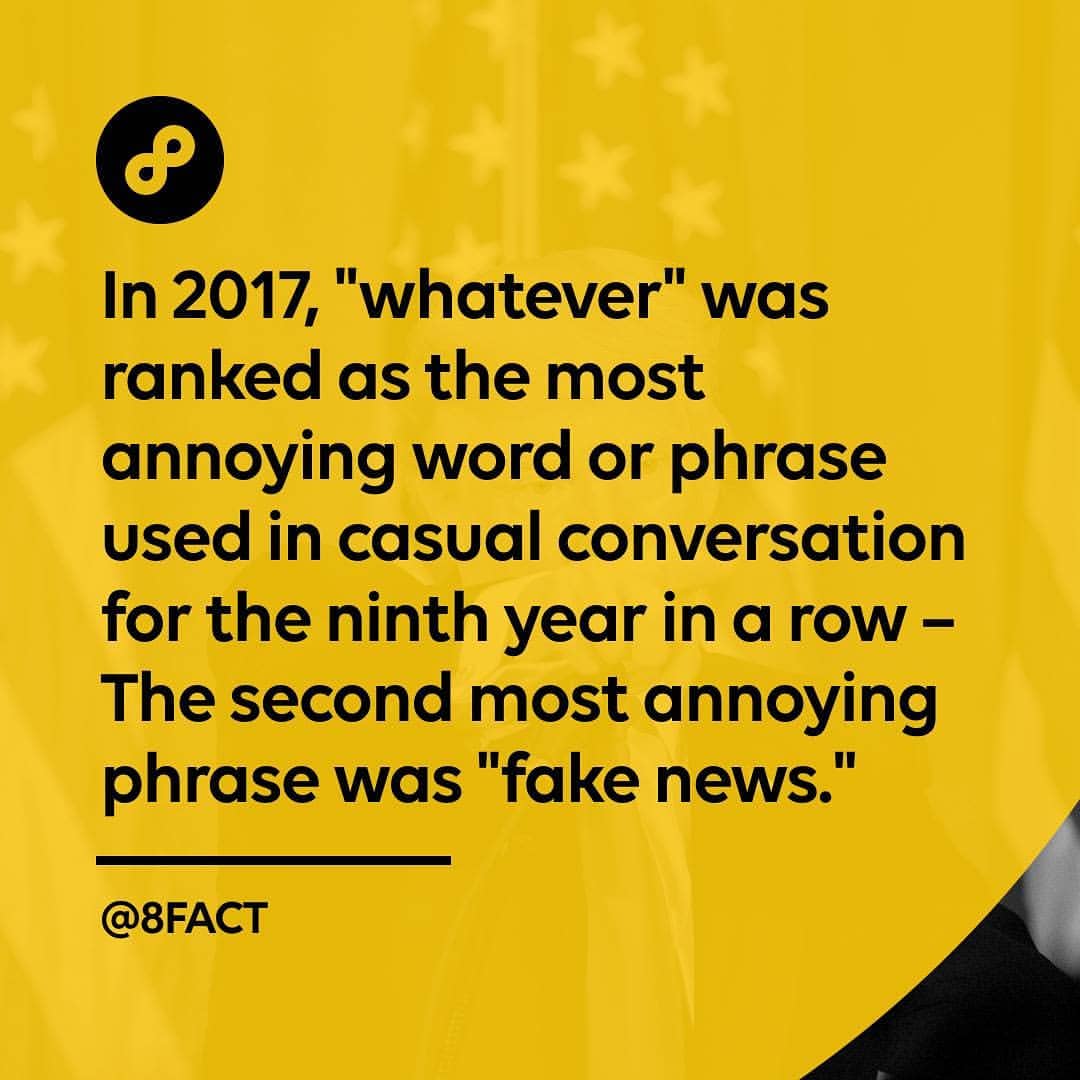 In 2017, "whatever" was
ranked as the most
annoying word or phrase
used in casual conversation
for the ninth year in a row –
The second most annoying
phrase was "fake news."
@8FACT